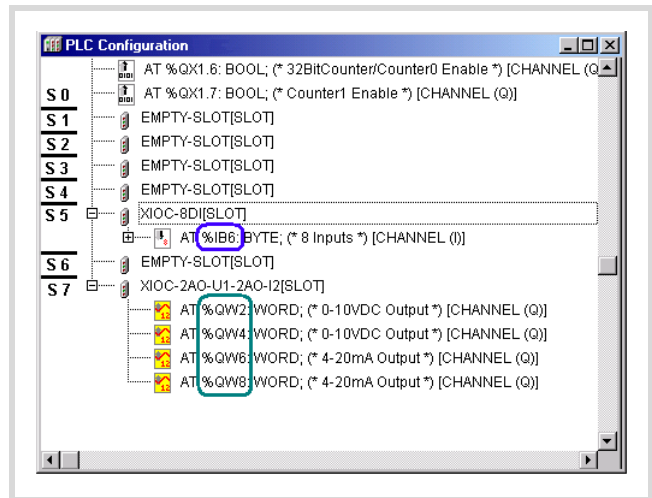 PLC Configuration
AT %QX1.6: BOOL; (* 32BitCounter/Counter0 Enable *) [CHANNEL (Q
S 0 AT %QX1.7: BOOL; (* Counter1 Enable *) [CHANNEL (Q)]
S 1 EMPTY-SLOT[SLOT]
S 2 EMPTY-SLOT[SLOT]
S 3 EMPTY-SLOT[SLOT]
S 4 EMPTY-SLOT[SLOT]
S 5 XIOC-8DI[SLOT]
AT %IB6: BYTE; (* 8 Inputs *) [CHANNEL (I)]
S 6 EMPTY-SLOT[SLOT]
S 7 XIOC-2AO-U1-2AO-I2[SLOT]
AT %QW2: WORD; (* 0-10VDC Output *) [CHANNEL (Q)]
AT %QW4: WORD; (* 0-10VDC Output *) [CHANNEL (Q)]
AT %QW6: WORD; (* 4-20mA Output *) [CHANNEL (Q)]
AT %QW8: WORD; (* 4-20mA Output *) [CHANNEL (Q)]